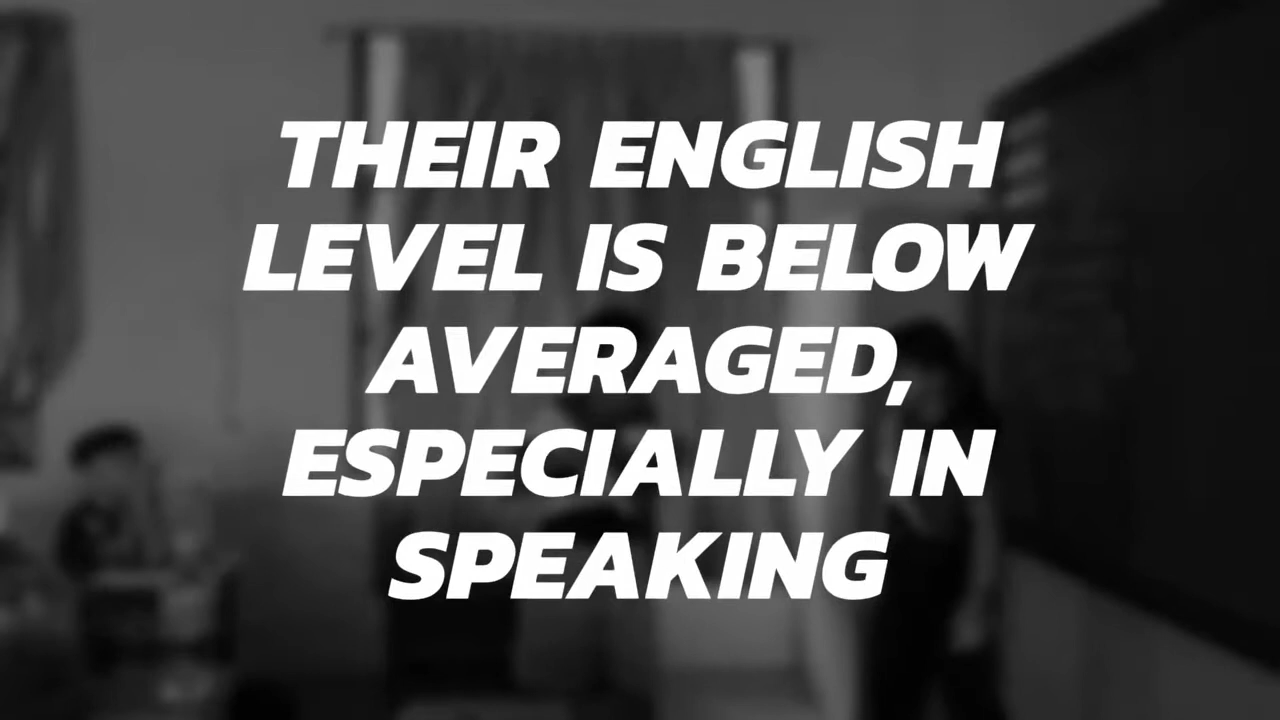 THEIR ENGLISH
LEVEL IS BELOW
AVERAGED,
ESPECIALLY IN
SPEAKING